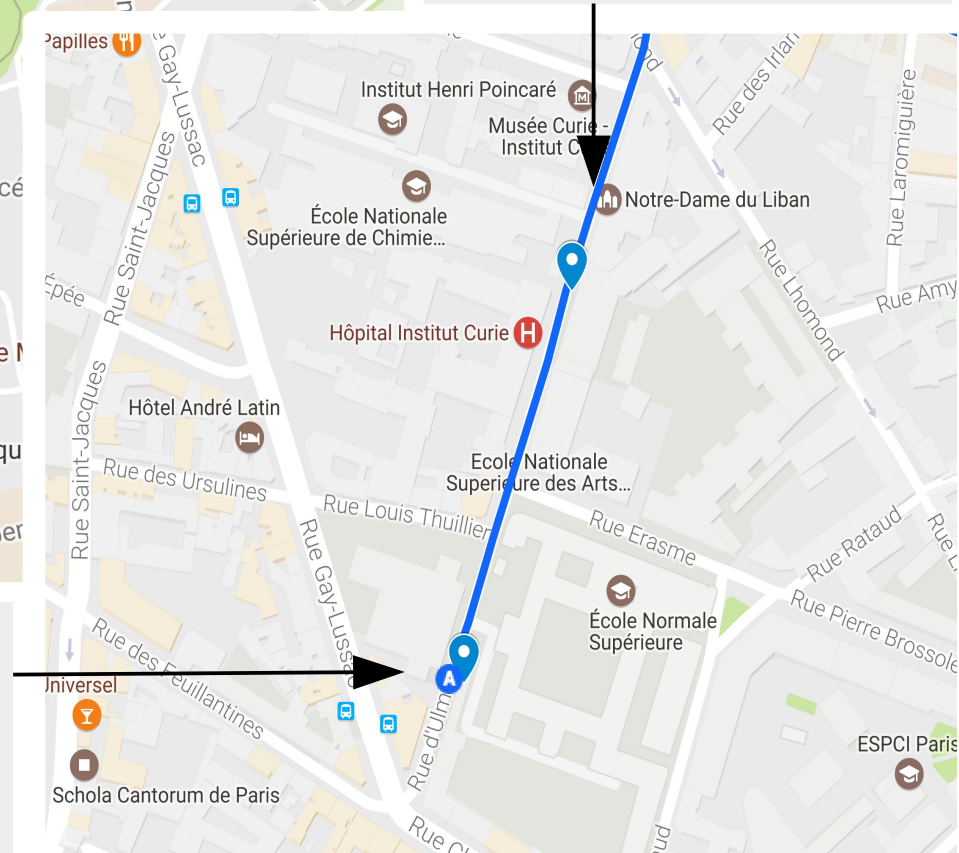 Papilles
Rue Gay-Lussac
Institut Henri Poincaré
Musée Curie -
Institut C
Rue des Irlan
Rue Laromiguière
cé
École Nationale
Supérieure de Chimie...
Notre-Dame du Liban
Rue Saint-Jacques
Épée
Rue Lhomond
Rue Amy
Hôpital Institut Curie
H
Hôtel André Latin
Rue Saint-Jacques
qu
Rue des Ursulines
Ecole Nationale
Superieure des Arts...
Rue Louis Thuillier
Rue Erasme
Rue Rataud
Rue Gay-Lussac
École Normale
Supérieure
Rue Pierre Brossole
Rue des Feuillantines
Universel
A
Rue d'Ulm
ESPCI Paris
Schola Cantorum de Paris